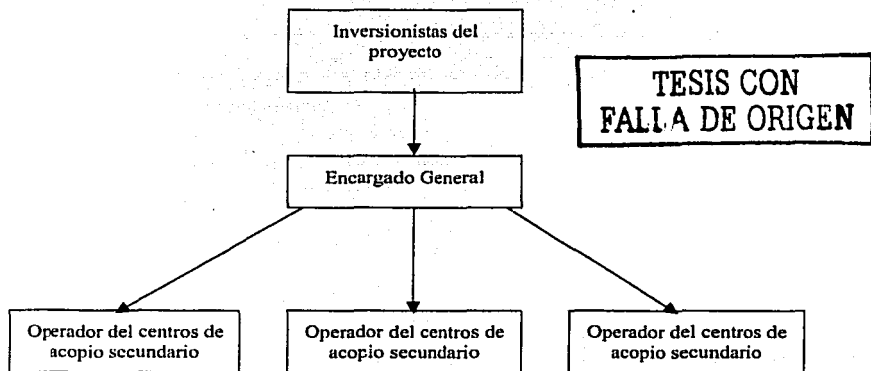 Inversionistas del
proyecto
TESIS CON
FALLA DE ORIGEN
Encargado General
Operador del centros de
acopio secundario
Operador del centros de
acopio secundario
Operador del centros de
acopio secundario